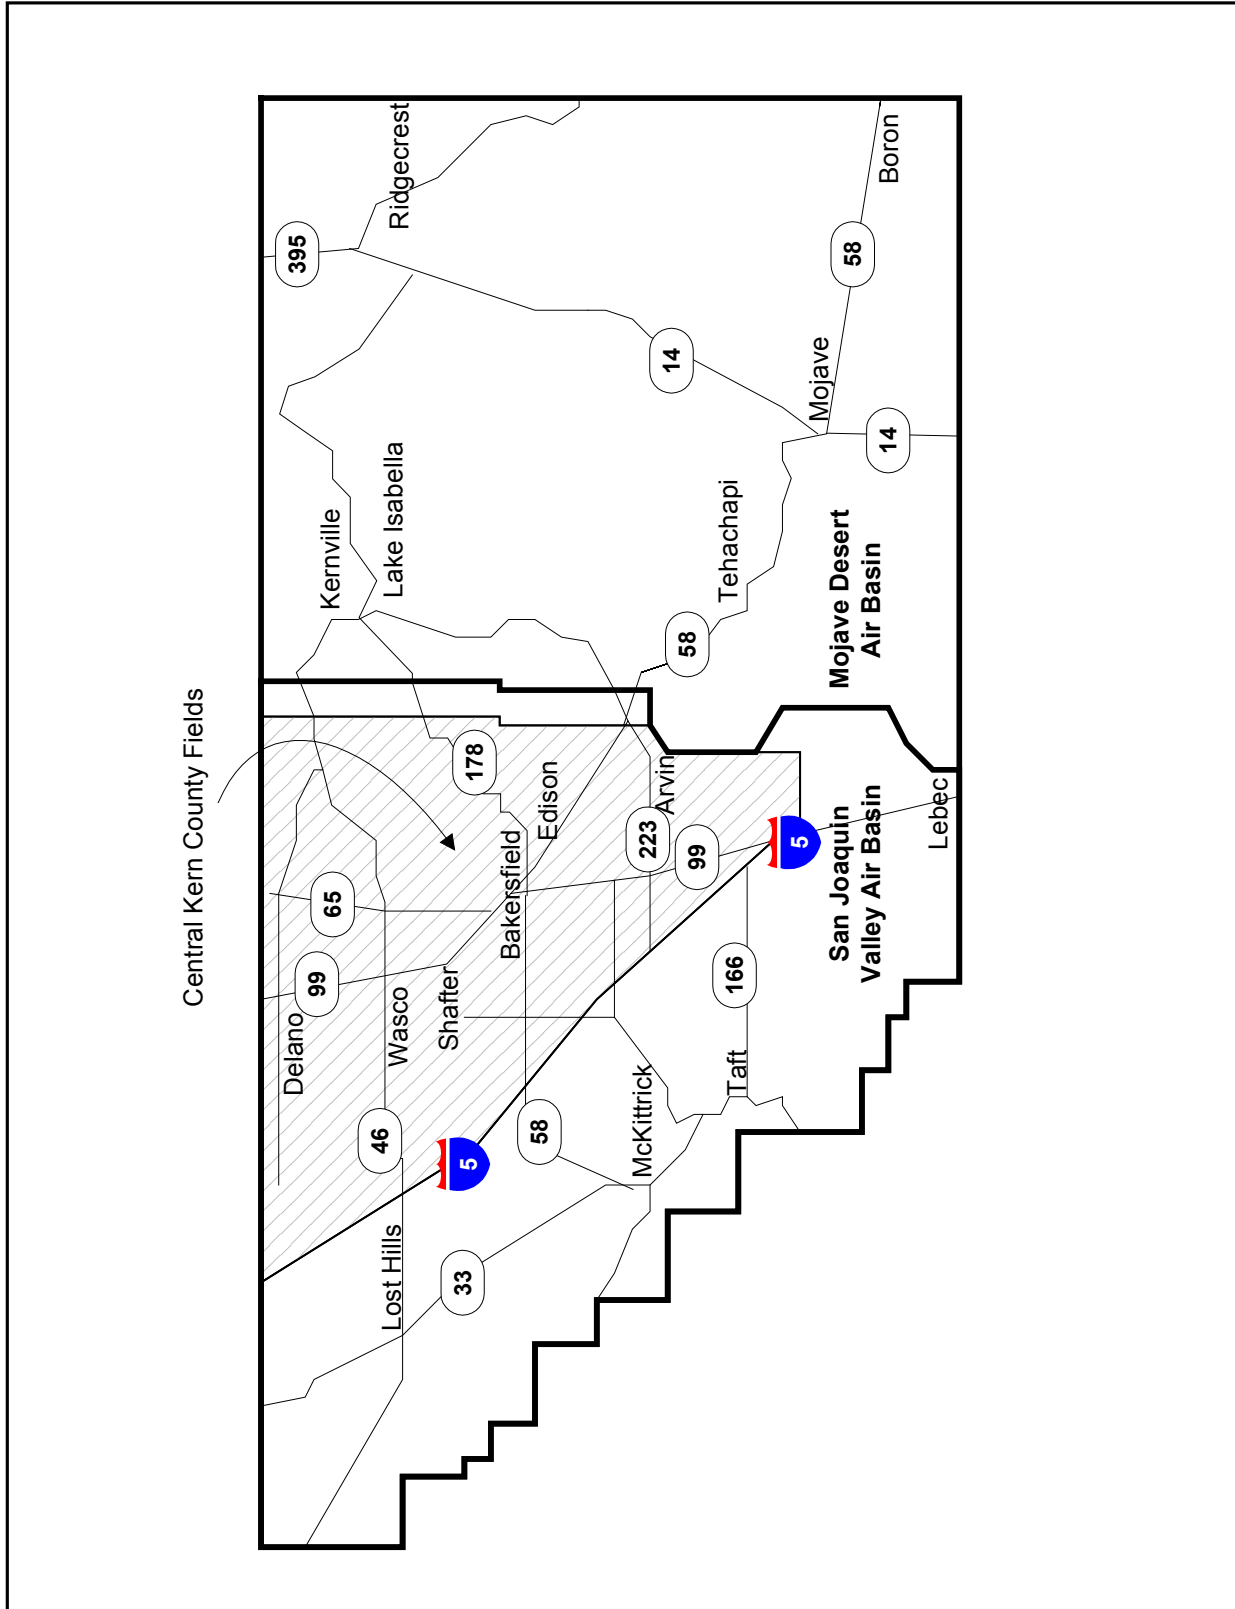 Central Kern County Fields
Delano
99
65
Wasco
46
Shafter
Lost Hills
5
33
58
Bakersfield
178
Edison
Kernville
Lake Isabella
395
Ridgecrest
McKittrick
Taft
166
223
Arvin
99
5
58
Tehachapi
14
Mojave
58
Boron
14
San Joaquin
Valley Air Basin
Lebec
Mojave Desert
Air Basin